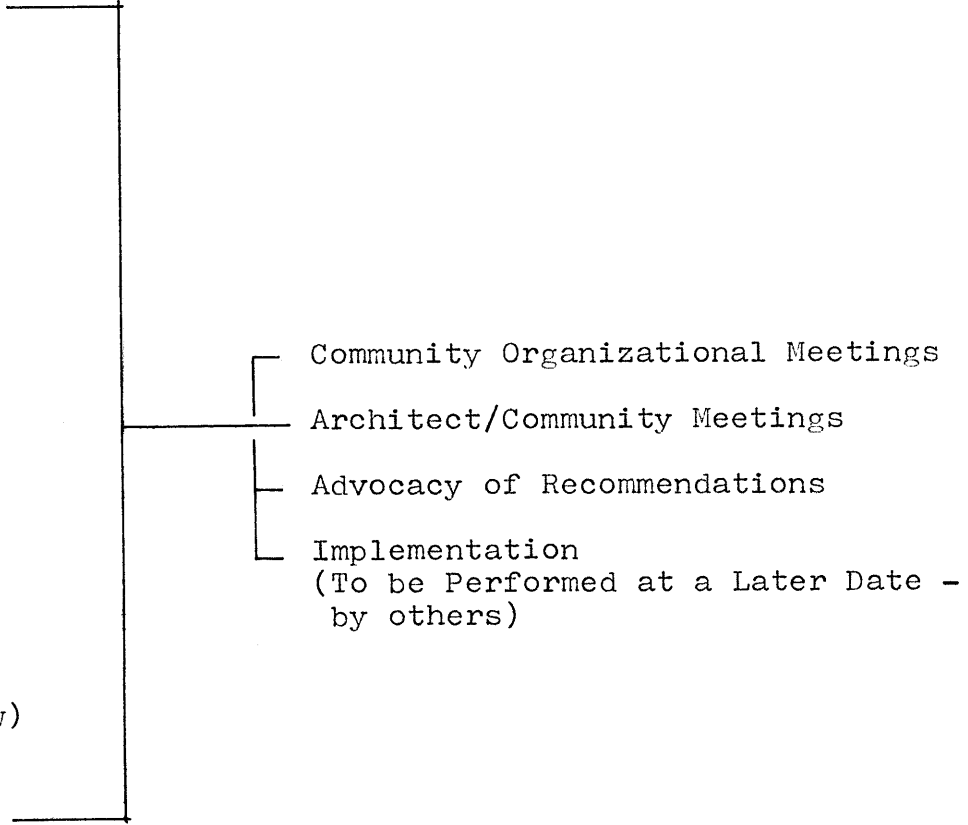 Community Organizational Meetings
Architect/Community Meetings
Advocacy of Recommendations
Implementation
(To be Performed at a Later Date -
by others)